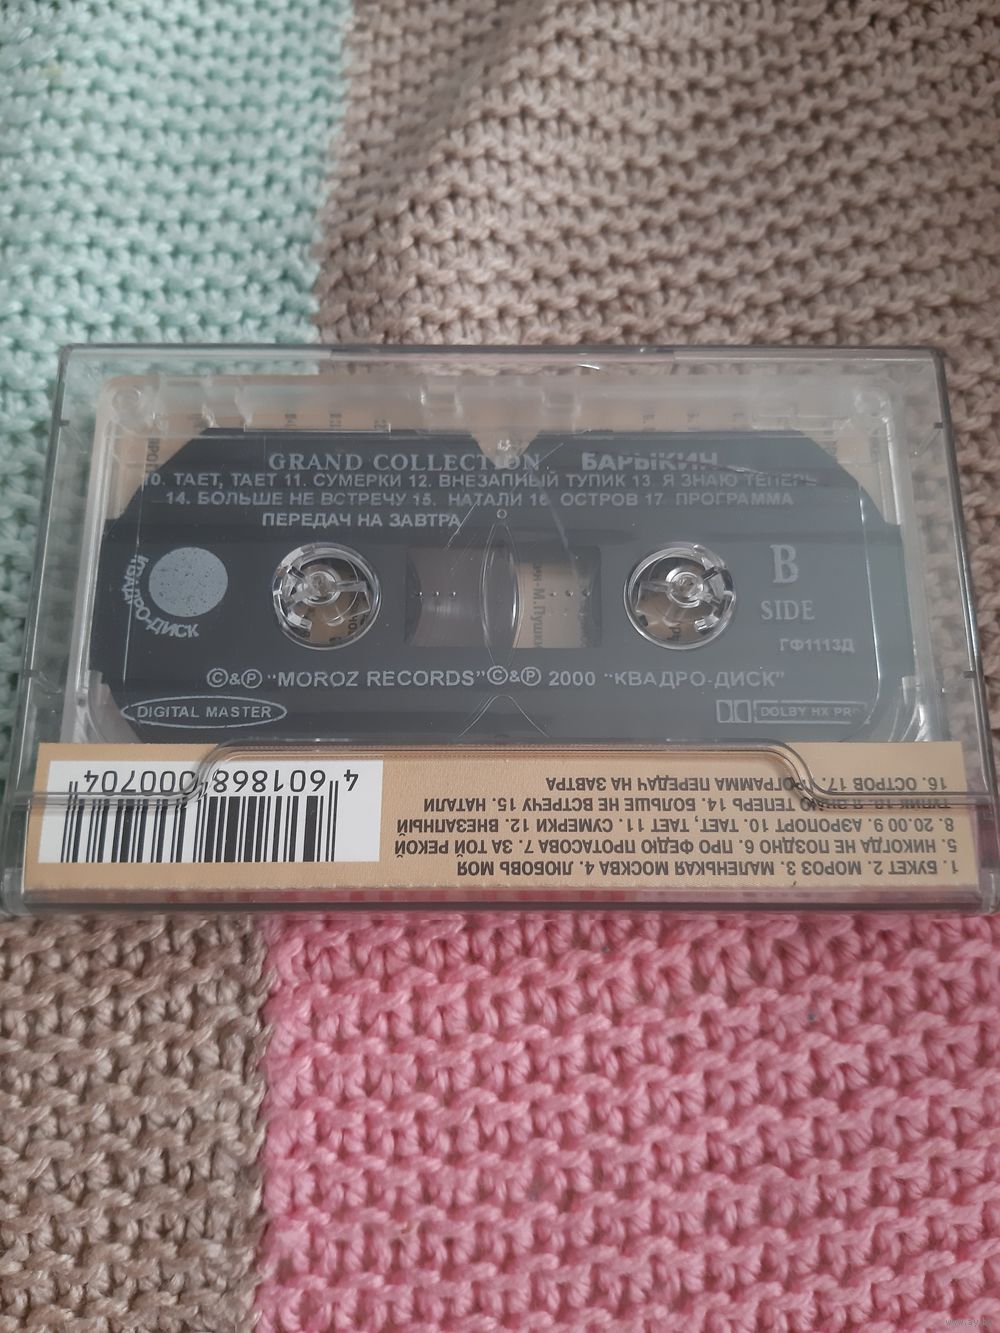 GRAND COLLECTION БАРЫКИН
10. ТАЕТ, ТАЕТ 11. СУМЕРКИ 12. ВНЕЗАПНЫЙ ТУПИК 13. Я ЗНАЮ ТЕПЕРЬ
14. БОЛЬШЕ НЕ ВСТРЕЧУ 15. НАТАЛИ 16. ОСТРОВ 17. ПРОГРАММА
ПЕРЕДАЧ НА ЗАВТРА
КВАДРО-ДИСК
B
SIDE
ГФ1113Д
©&℗ "MOROZ RECORDS" ©&℗ 2000 "КВАДРО-ДИСК"
DIGITAL MASTER
DOLBY HX PR
1. БУКЕТ 2. МОРОЗ 3. МАЛЕНЬКАЯ МОСКВА 4. ЛЮБОВЬ МОЯ
5. НИКОГДА НЕ ПОЗДНО 6. ПРО ФЕДЮ ПРОТАСОВА 7. ЗА ТОЙ РЕКОЙ
8. 20.00 9. АЭРОПОРТ 10. ТАЕТ, ТАЕТ 11. СУМЕРКИ 12. ВНЕЗАПНЫЙ
ТУПИК 13. Я ЗНАЮ ТЕПЕРЬ 14. БОЛЬШЕ НЕ ВСТРЕЧУ 15. НАТАЛИ
16. ОСТРОВ 17. ПРОГРАММА ПЕРЕДАЧ НА ЗАВТРА
4 601868 000704